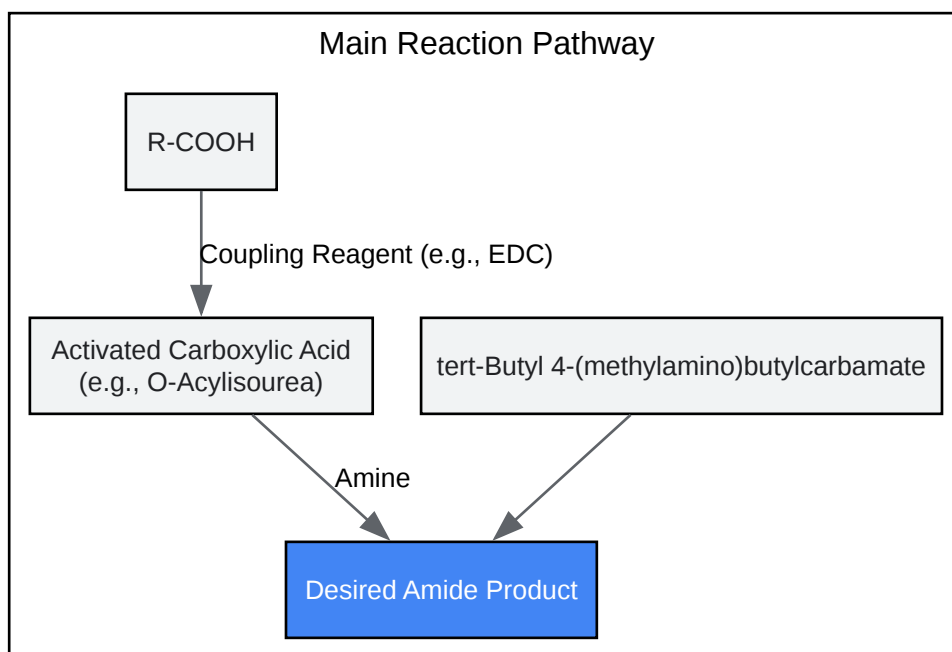 Main Reaction Pathway
R-COOH
Coupling Reagent (e.g., EDC)
Activated Carboxylic Acid
(e.g., O-Acylisourea)
tert-Butyl 4-(methylamino)butylcarbamate
Amine
Desired Amide Product